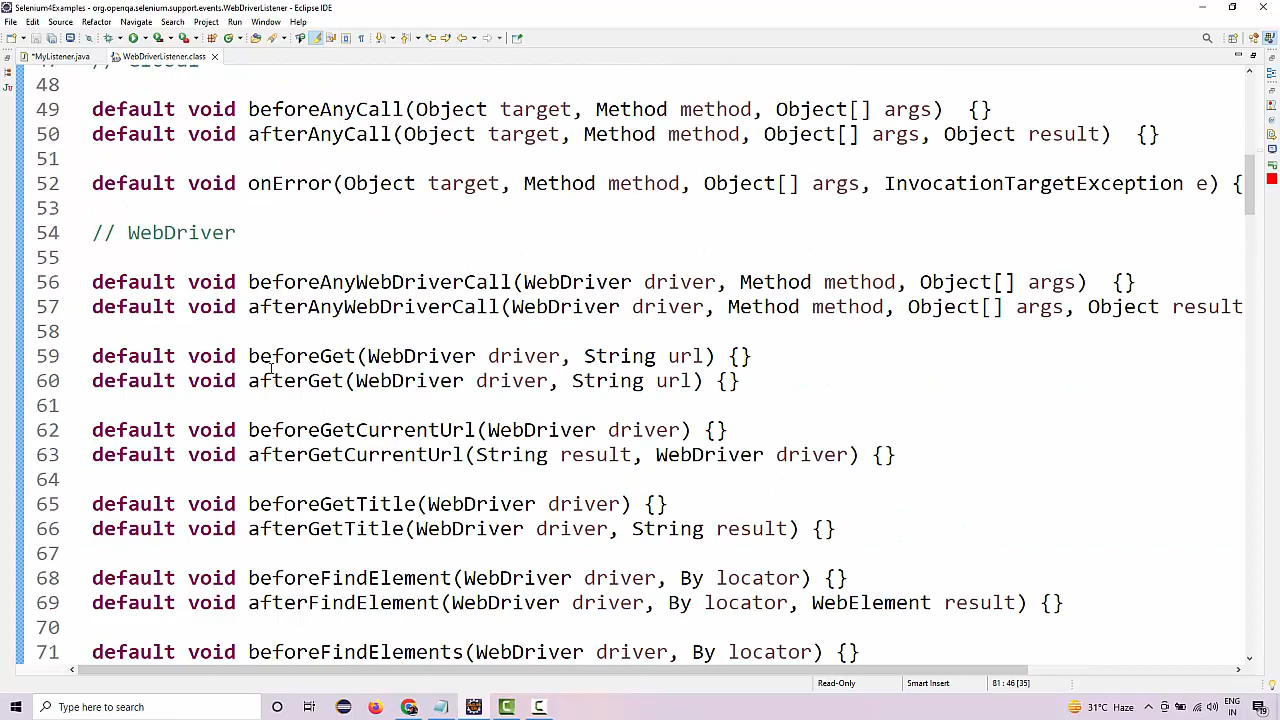 Selenium4Examples - org.openqa.selenium.support.events.WebDriverListener - Eclipse IDE
File Edit Source Refactor Navigate Search Project Run Window Help
*MyListener.java WebDriverListener.class
47 // Global
48
49 default void beforeAnyCall(Object target, Method method, Object[] args) {}
50 default void afterAnyCall(Object target, Method method, Object[] args, Object result) {}
51
52 default void onError(Object target, Method method, Object[] args, InvocationTargetException e) {
53
54 // WebDriver
55
56 default void beforeAnyWebDriverCall(WebDriver driver, Method method, Object[] args) {}
57 default void afterAnyWebDriverCall(WebDriver driver, Method method, Object[] args, Object result
58
59 default void beforeGet(WebDriver driver, String url) {}
60 default void afterGet(WebDriver driver, String url) {}
61
62 default void beforeGetCurrentUrl(WebDriver driver) {}
63 default void afterGetCurrentUrl(String result, WebDriver driver) {}
64
65 default void beforeGetTitle(WebDriver driver) {}
66 default void afterGetTitle(WebDriver driver, String result) {}
67
68 default void beforeFindElement(WebDriver driver, By locator) {}
69 default void afterFindElement(WebDriver driver, By locator, WebElement result) {}
70
71 default void beforeFindElements(WebDriver driver, By locator) {}
Read-Only Smart Insert 81 : 46 [35]
Type here to search 31°C Haze ENG IN 19